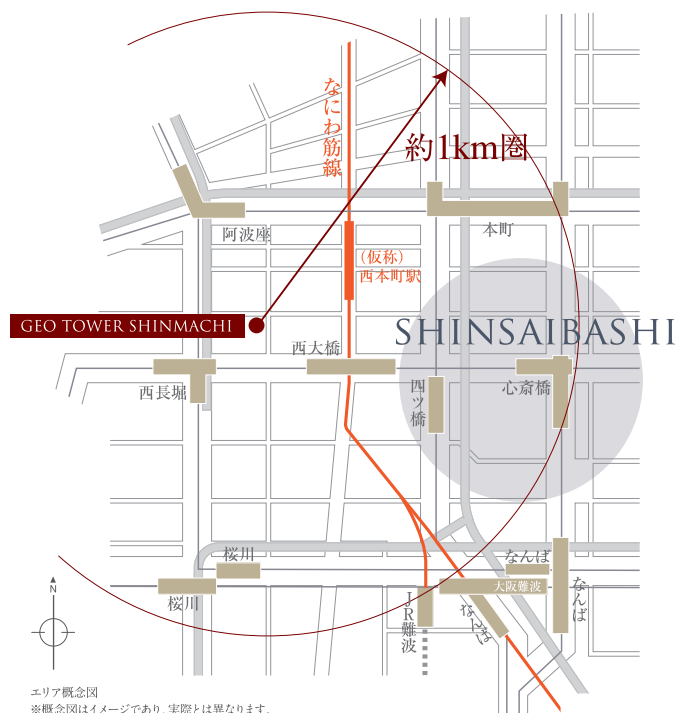 なにわ筋線
約1km圏
阿波座
本町
（仮称）
西本町駅
GEO TOWER SHINMACHI
SHINSAIBASHI
西大橋
西長堀
四ツ橋
心斎橋
桜川
なんば
桜川
大阪難波
なんば
JR難波
なんば
N
エリア概念図
※概念図はイメージであり、実際とは異なります。